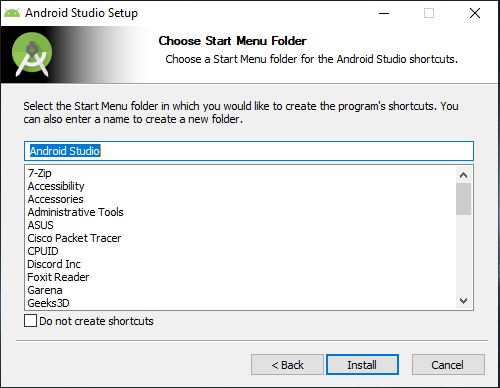 Android Studio Setup
Choose Start Menu Folder
Choose a Start Menu folder for the Android Studio shortcuts.
Select the Start Menu folder in which you would like to create the program's shortcuts. You
can also enter a name to create a new folder.
Android Studio
7-Zip
Accessibility
Accessories
Administrative Tools
ASUS
Cisco Packet Tracer
CPUID
Discord Inc
Foxit Reader
Garena
Geeks3D
Do not create shortcuts
< Back Install Cancel